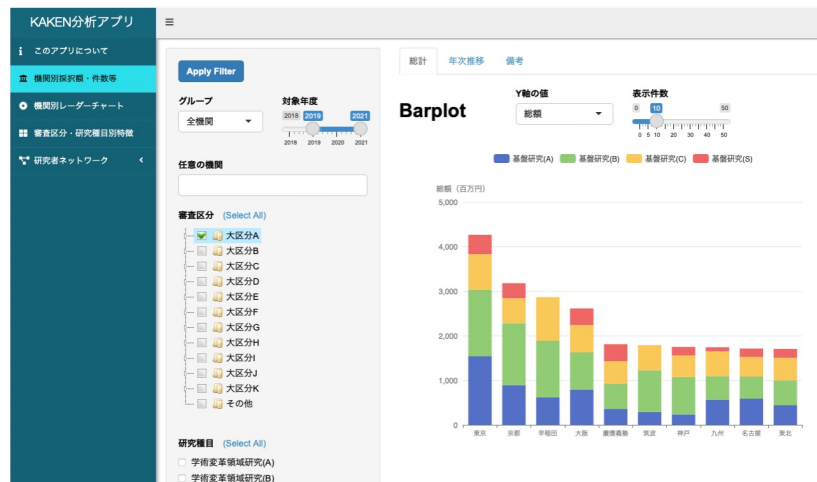 KAKEN分析アプリ
このアプリについて
機関別採択額・件数等
機関別レーダーチャート
審査区分・研究種目別特徴
研究者ネットワーク
Apply Filter
グループ
全機関
対象年度
2018 2019 2021
2018 2019 2020 2021
任意の機関
審査区分 (Select All)
大区分A
大区分B
大区分C
大区分D
大区分E
大区分F
大区分G
大区分H
大区分I
大区分J
大区分K
その他
研究種目 (Select All)
学術変革領域研究(A)
学術変革領域研究(B)
総計 年次推移 備考
Barplot
Y軸の値
総額
表示件数
0 10 50
0 5 10 20 30 40 50
基盤研究(A) 基盤研究(B) 基盤研究(C) 基盤研究(S)
総額（百万円）
5,000
4,000
3,000
2,000
1,000
0
東京 京都 早稲田 大阪 慶應義塾 筑波 神戸 九州 名古屋 東北